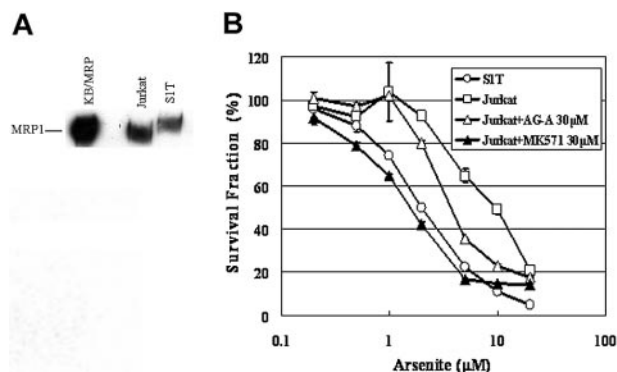 A
KB/MRP
Jurkat
S1T
MRP1
B
Survival Fraction (%)
120
100
80
60
40
20
0
S1T
Jurkat
Jurkat+AG-A 30μM
Jurkat+MK571 30μM
0.1
1
10
100
Arsenite (μM)